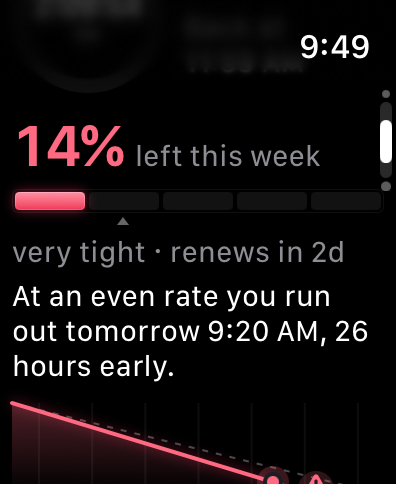 9:49
14% left this week
very tight · renews in 2d
At an even rate you run
out tomorrow 9:20 AM, 26
hours early.